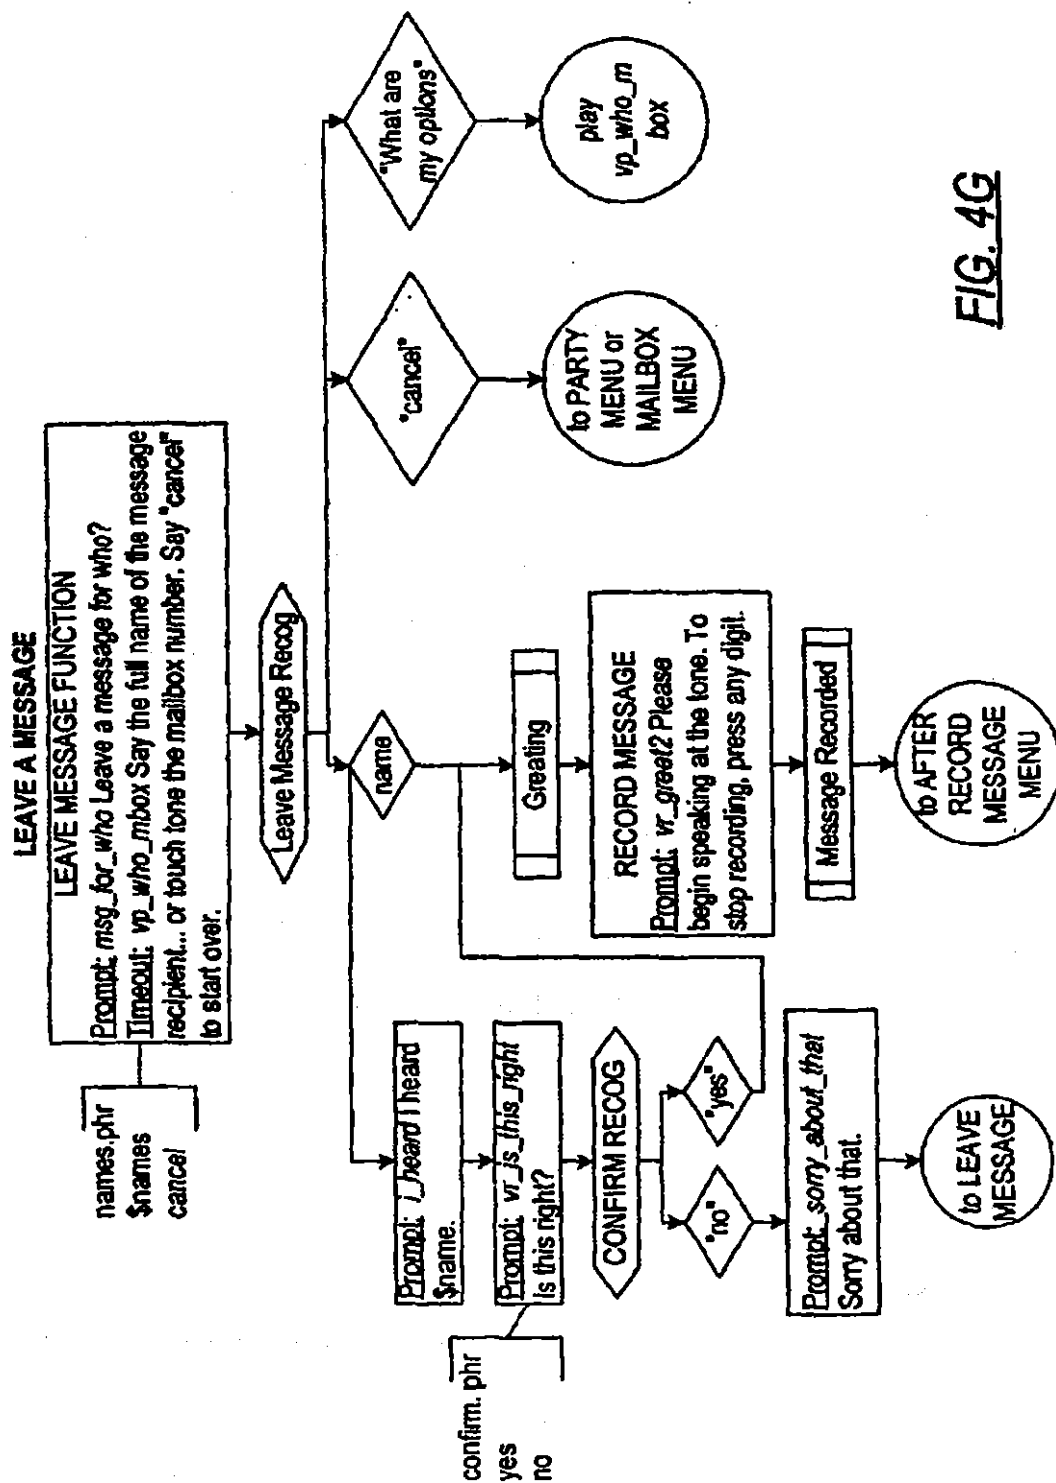 LEAVE A MESSAGE
LEAVE MESSAGE FUNCTION
Prompt: msg_for_who Leave a message for who?
Timeout: vp_who_mbox Say the full name of the message
recipient... or touch tone the mailbox number. Say "cancel"
to start over.
names.phr
$names
cancel
Leave Message Recog
name
"cancel"
"What are
my options"
Prompt: i_heard I heard
$name.
Prompt: vr_is_this_right
Is this right?
confirm. phr
yes
no
CONFIRM RECOG
"no"
"yes"
Prompt: sorry_about_that
Sorry about that.
to LEAVE
MESSAGE
Greating
RECORD MESSAGE
Prompt: vr_greet2 Please
begin speaking at the tone. To
stop recording, press any digit.
Message Recorded
to AFTER
RECORD
MESSAGE
MENU
to PARTY
MENU or
MAILBOX
MENU
play
vp_who_m
box
FIG. 4G